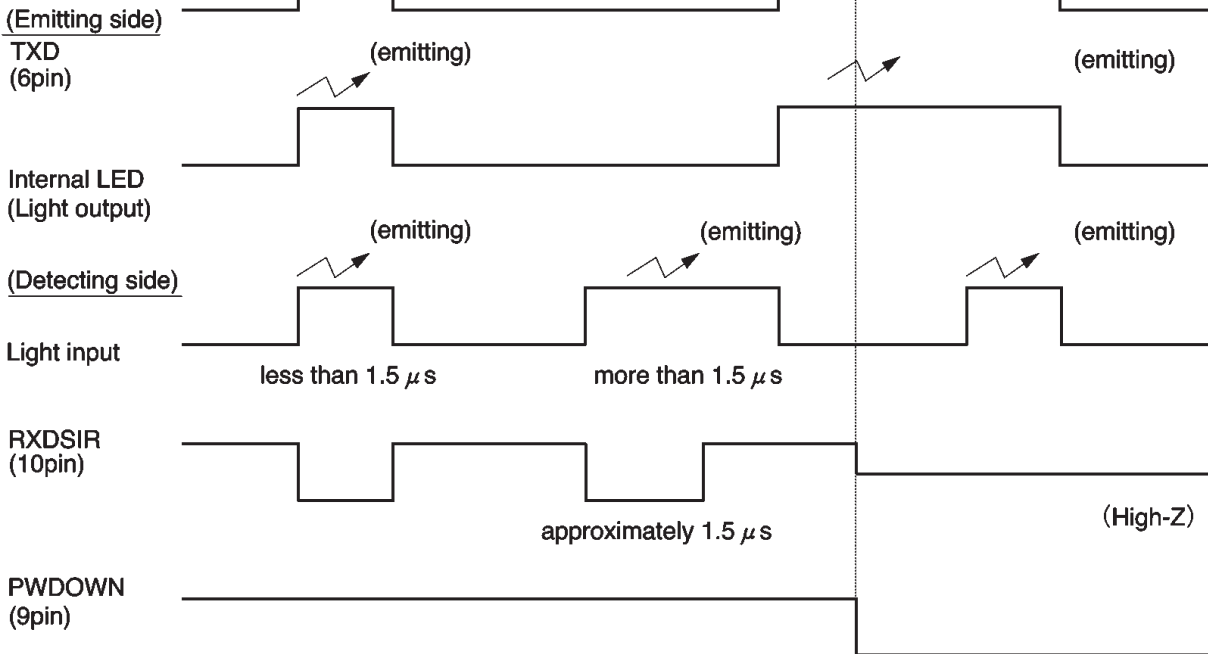 (Emitting side)
TXD
(6pin)
(emitting)
(emitting)
Internal LED
(Light output)
(emitting)
(emitting)
(emitting)
(Detecting side)
Light input
less than 1.5 μs
more than 1.5 μs
RXDSIR
(10pin)
approximately 1.5 μs
(High-Z)
PWDOWN
(9pin)